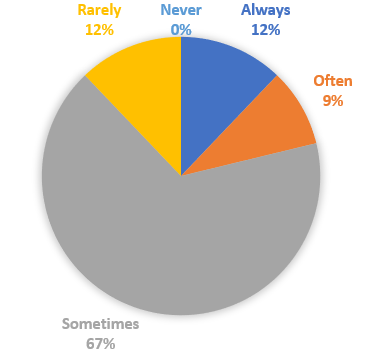 Rarely
12%
Never
0%
Always
12%
Often
9%
Sometimes
67%